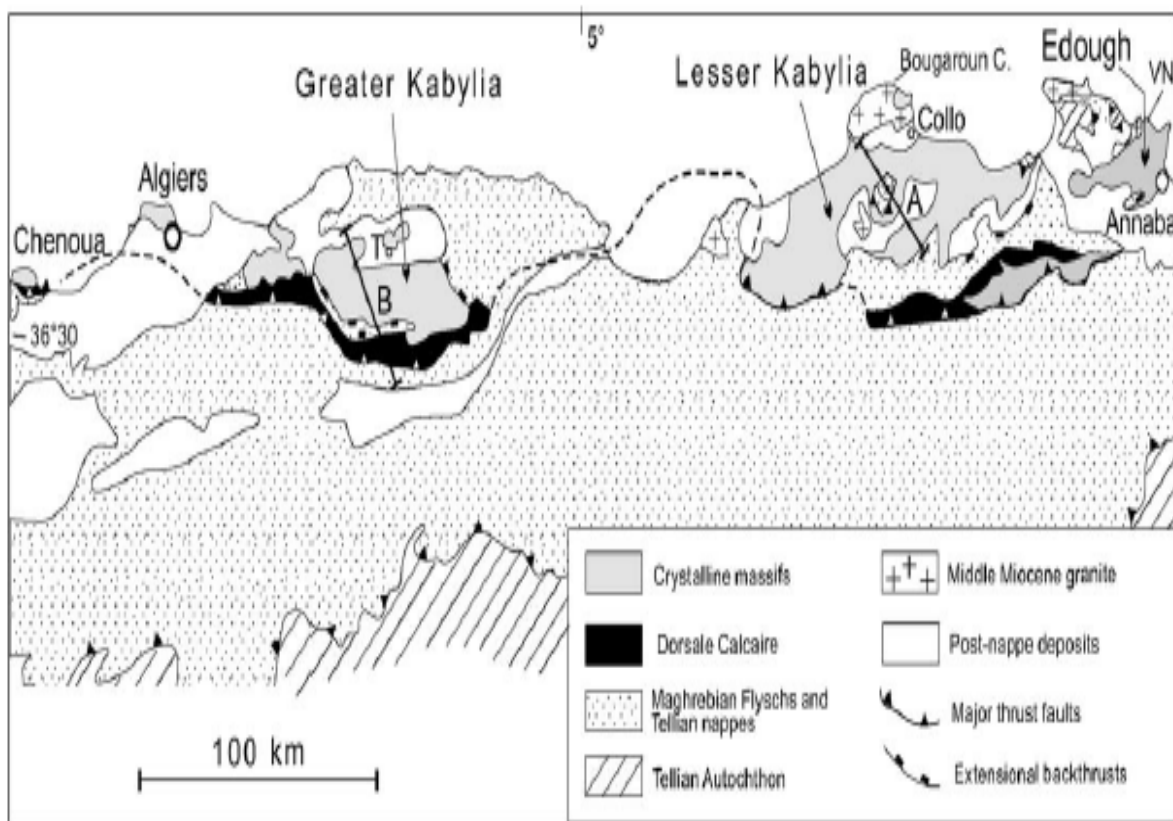 5°
Edough
VN
Bougaroun C.
Lesser Kabylia
Greater Kabylia
Collo
Algiers
A
T
Annaba
Chenoua
B
36°30
Crystalline massifs
Middle Miocene granite
Dorsale Calcaire
Post-nappe deposits
Maghrebian Flyschs and
Tellian nappes
Major thrust faults
100 km
Tellian Autochthon
Extensional backthrusts